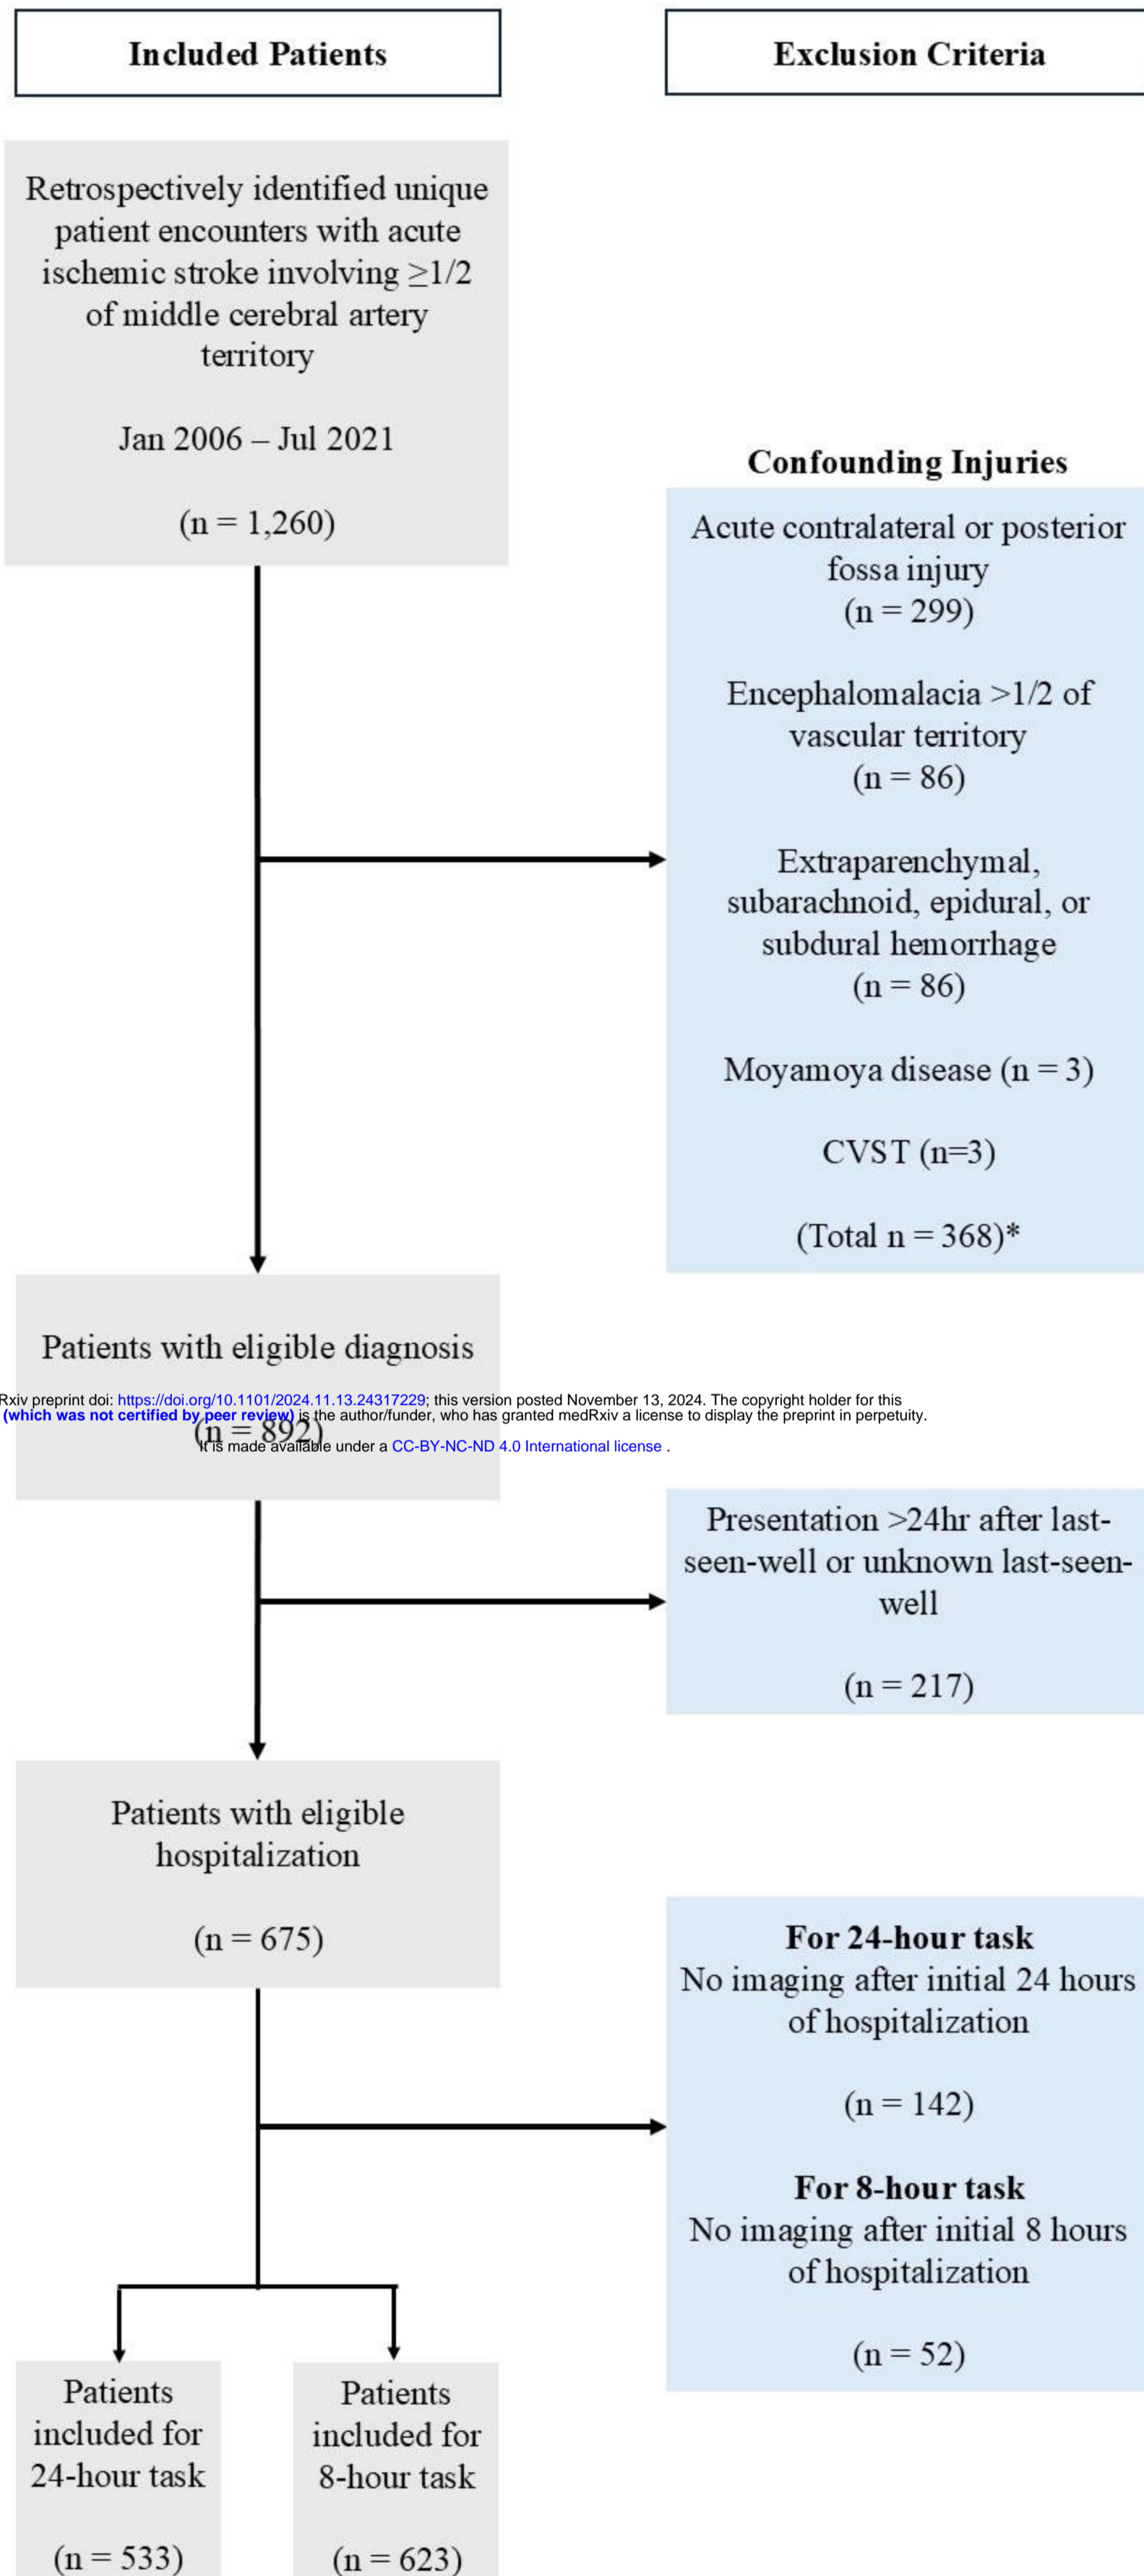 Included Patients
Exclusion Criteria
Retrospectively identified unique
patient encounters with acute
ischemic stroke involving ≥1/2
of middle cerebral artery
territory
Jan 2006 – Jul 2021
(n = 1,260)
Confounding Injuries
Acute contralateral or posterior
fossa injury
(n = 299)
Encephalomalacia >1/2 of
vascular territory
(n = 86)
Extraparenchymal,
subarachnoid, epidural, or
subdural hemorrhage
(n = 86)
Moyamoya disease (n = 3)
CVST (n=3)
(Total n = 368)*
Patients with eligible diagnosis
(n = 892)
Rxiv preprint doi: https://doi.org/10.1101/2024.11.13.24317229; this version posted November 13, 2024. The copyright holder for this
(which was not certified by peer review) is the author/funder, who has granted medRxiv a license to display the preprint in perpetuity.
It is made available under a CC-BY-NC-ND 4.0 International license .
Presentation >24hr after last-
seen-well or unknown last-seen-
well
(n = 217)
Patients with eligible
hospitalization
(n = 675)
For 24-hour task
No imaging after initial 24 hours
of hospitalization
(n = 142)
For 8-hour task
No imaging after initial 8 hours
of hospitalization
(n = 52)
Patients
included for
24-hour task
(n = 533)
Patients
included for
8-hour task
(n = 623)